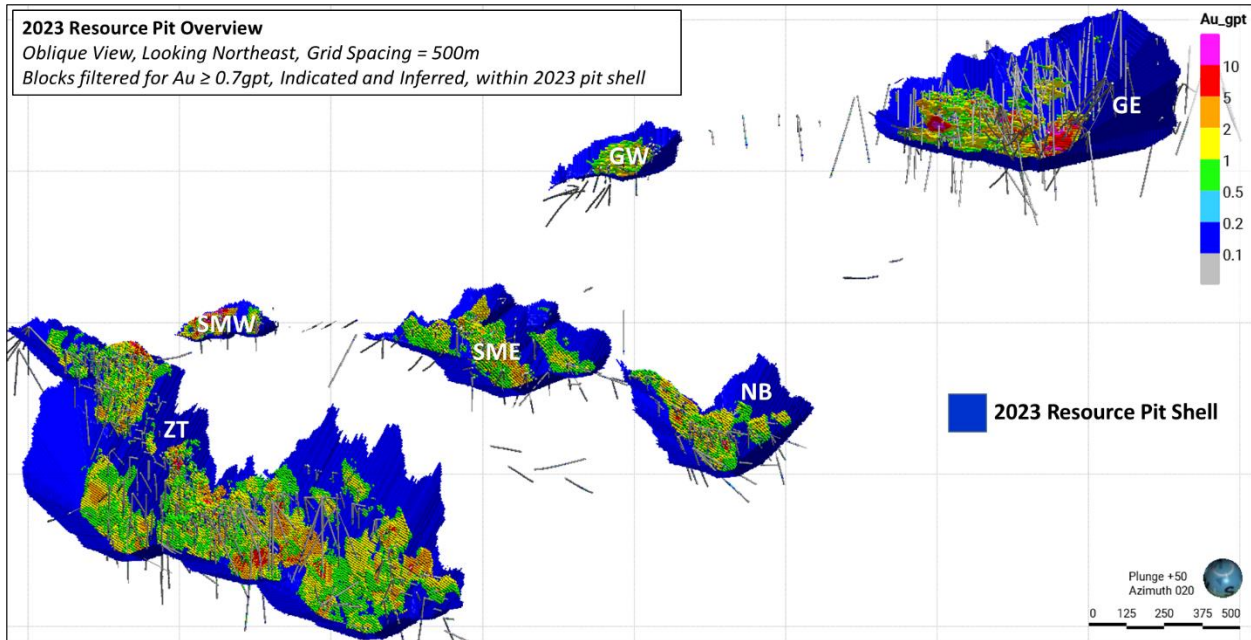 2023 Resource Pit Overview
Oblique View, Looking Northeast, Grid Spacing = 500m
Blocks filtered for Au ≥ 0.7gpt, Indicated and Inferred, within 2023 pit shell
Au_gpt
10
5
2
1
0.5
0.2
0.1
GE
GW
SMW
SME
NB
ZT
2023 Resource Pit Shell
Plunge +50
Azimuth 020
0 125 250 375 500